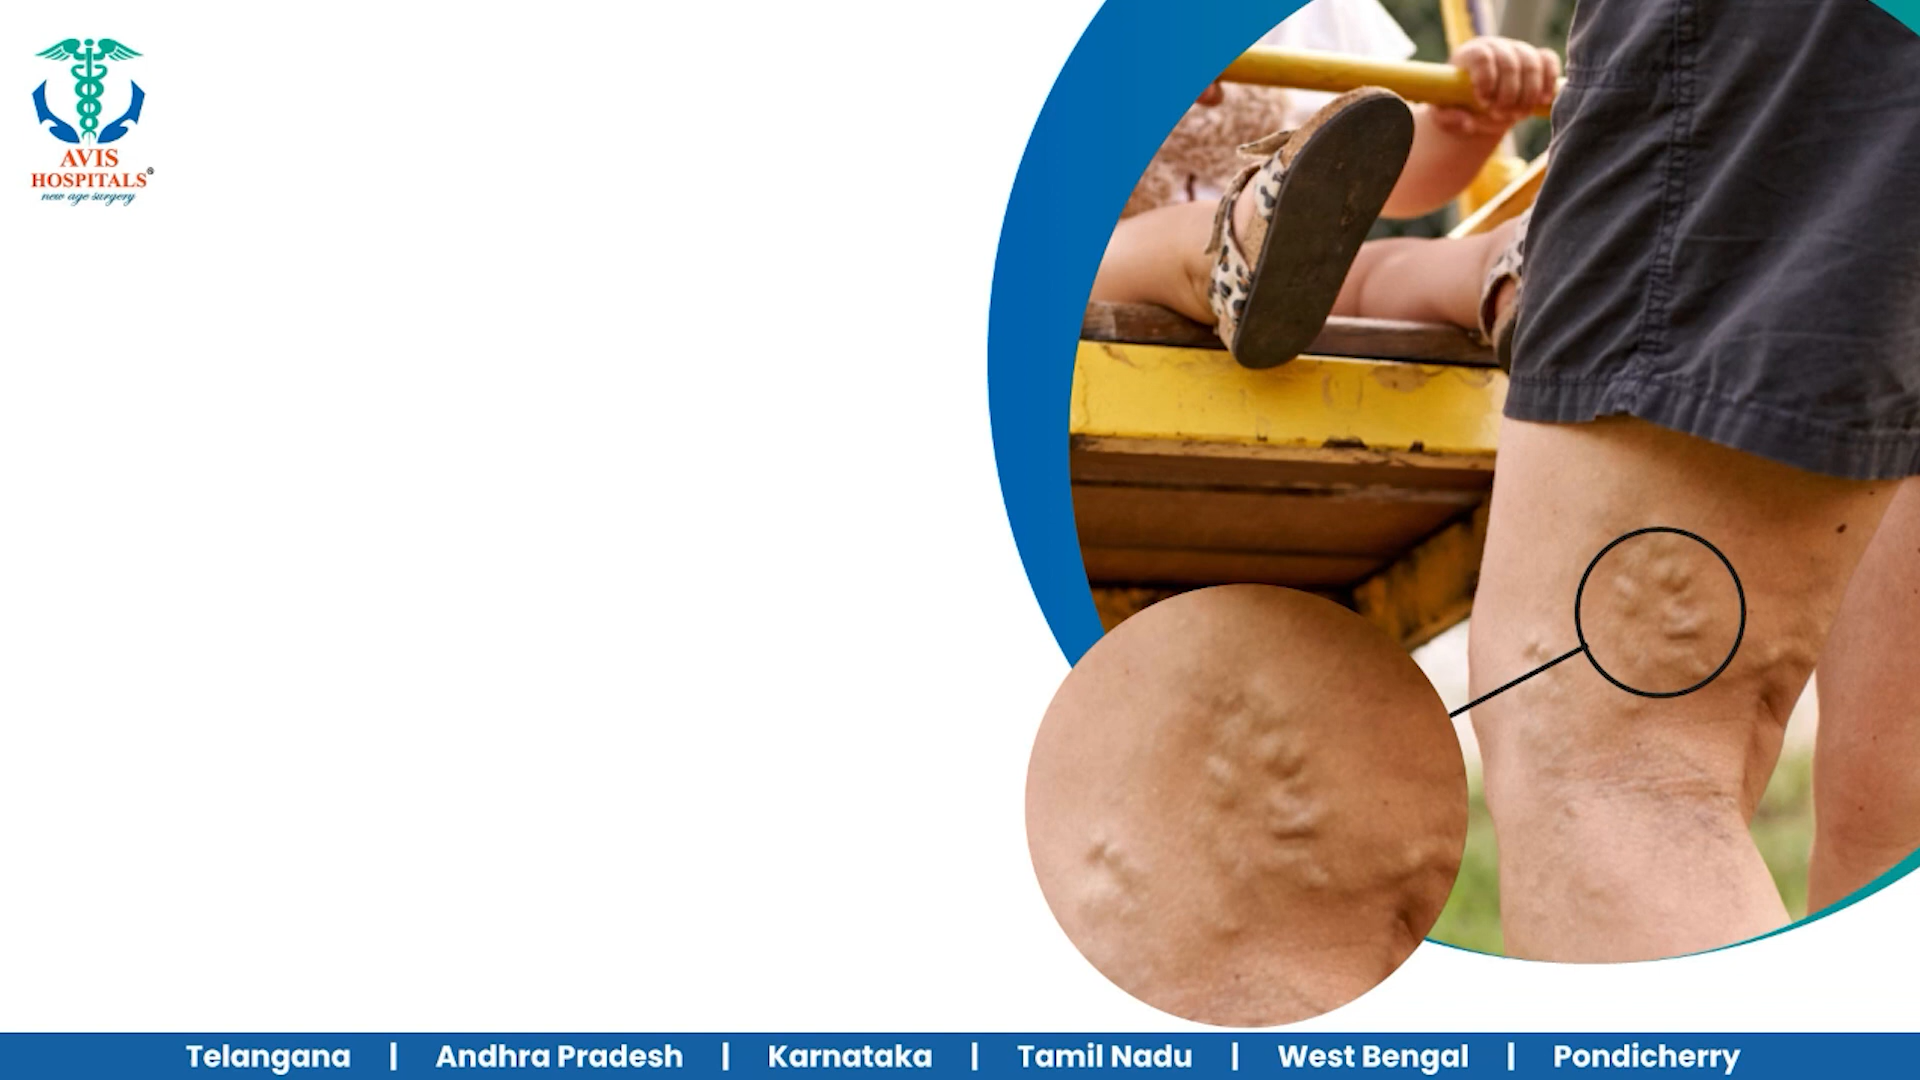 AVIS
HOSPITALS®
new age surgery
Telangana | Andhra Pradesh | Karnataka | Tamil Nadu | West Bengal | Pondicherry